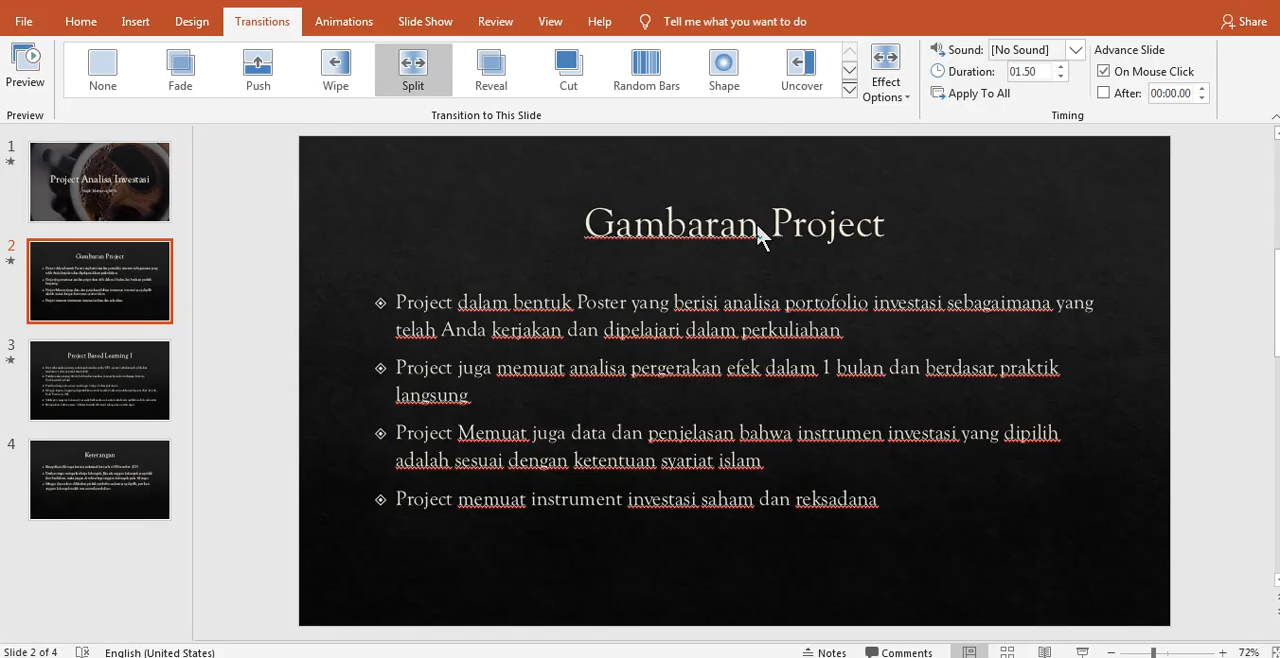 File Home Insert Design Transitions Animations Slide Show Review View Help Tell me what you want to do Share
Preview
None Fade Push Wipe Split Reveal Cut Random Bars Shape Uncover
Effect Options
Sound: [No Sound]
Duration: 01.50
Apply To All
Advance Slide
On Mouse Click
After: 00:00.00
Preview Transition to This Slide Timing
1
Project Analisa Investasi
2
Gambaran Project
3
Project Based Learning I
4
Keterangan
Gambaran Project
Project dalam bentuk Poster yang berisi analisa portofolio investasi sebagaimana yang
telah Anda kerjakan dan dipelajari dalam perkuliahan
Project juga memuat analisa pergerakan efek dalam 1 bulan dan berdasar praktik
langsung
Project Memuat juga data dan penjelasan bahwa instrumen investasi yang dipilih
adalah sesuai dengan ketentuan syariat islam
Project memuat instrument investasi saham dan reksadana
Slide 2 of 4 English (United States) Notes Comments 72%